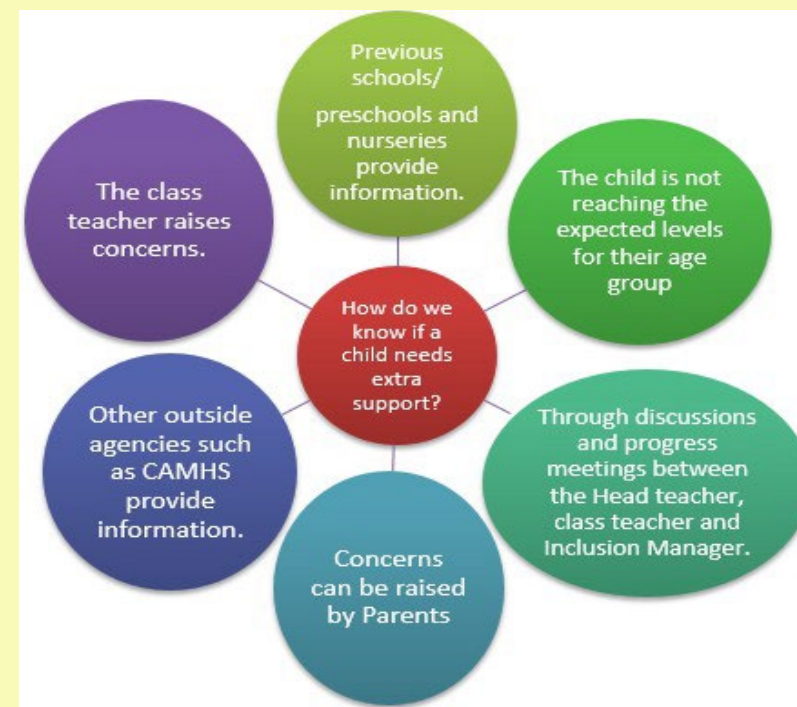 Previous
schools/
preschools and
nurseries
provide
information.
The child is not
reaching the
expected levels
for their age
group
Through discussions
and progress
meetings between
the Head teacher,
class teacher and
Inclusion Manager.
Concerns
can be raised
by Parents
Other outside
agencies such
as CAMHS
provide
information.
The class
teacher raises
concerns.
How do we
know if a
child needs
extra
support?